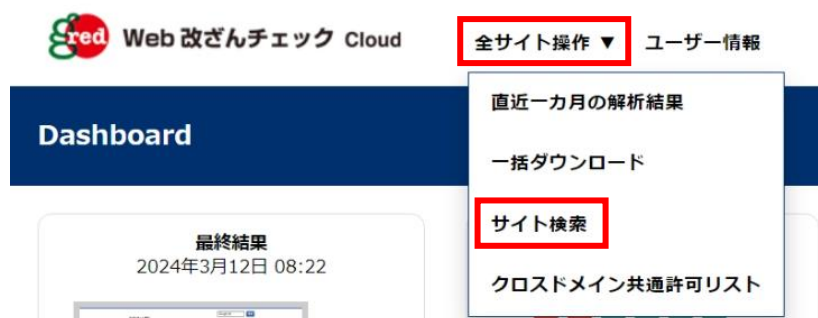 gred Web 改ざんチェック Cloud
全サイト操作 ▼ ユーザー情報
直近一カ月の解析結果
Dashboard
一括ダウンロード
サイト検索
最終結果
2024年3月12日 08:22
クロスドメイン共通許可リスト